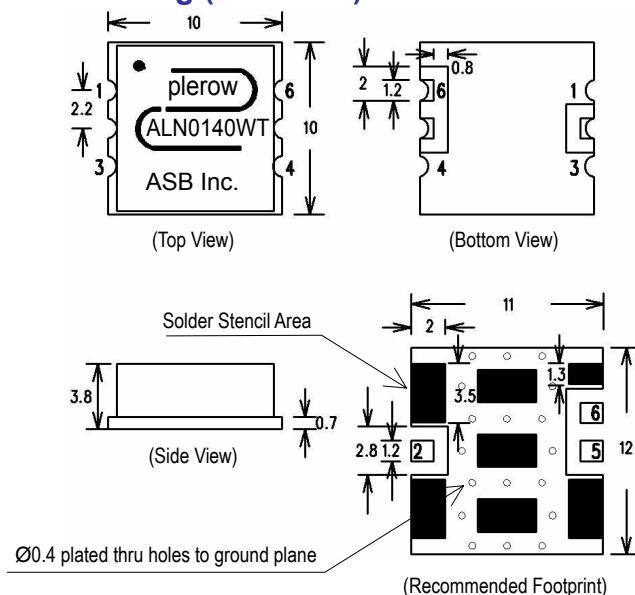 10
plerow
ALN0140WT
ASB Inc.
1
3
6
4
2.2
10
(Top View)
0.8
2
1.2
6
4
1
3
(Bottom View)
Solder Stencil Area
3.8
0.7
(Side View)
11
2
3.5
1.3
2.8
1.2
2
6
5
12
Ø0.4 plated thru holes to ground plane
(Recommended Footprint)